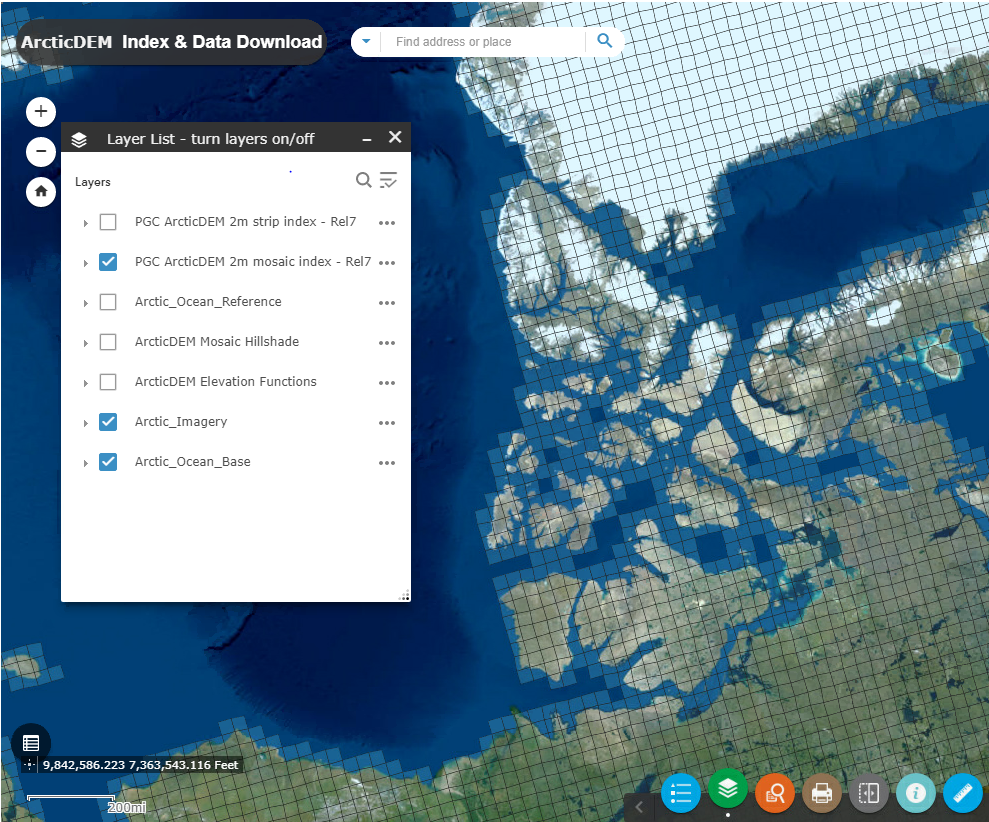 ArcticDEM Index & Data Download
Find address or place
Layer List - turn layers on/off
Layers
PGC ArcticDEM 2m strip index - Rel7
PGC ArcticDEM 2m mosaic index - Rel7
Arctic_Ocean_Reference
ArcticDEM Mosaic Hillshade
ArcticDEM Elevation Functions
Arctic_Imagery
Arctic_Ocean_Base
9,842,586.223 7,363,543.116 Feet
200mi